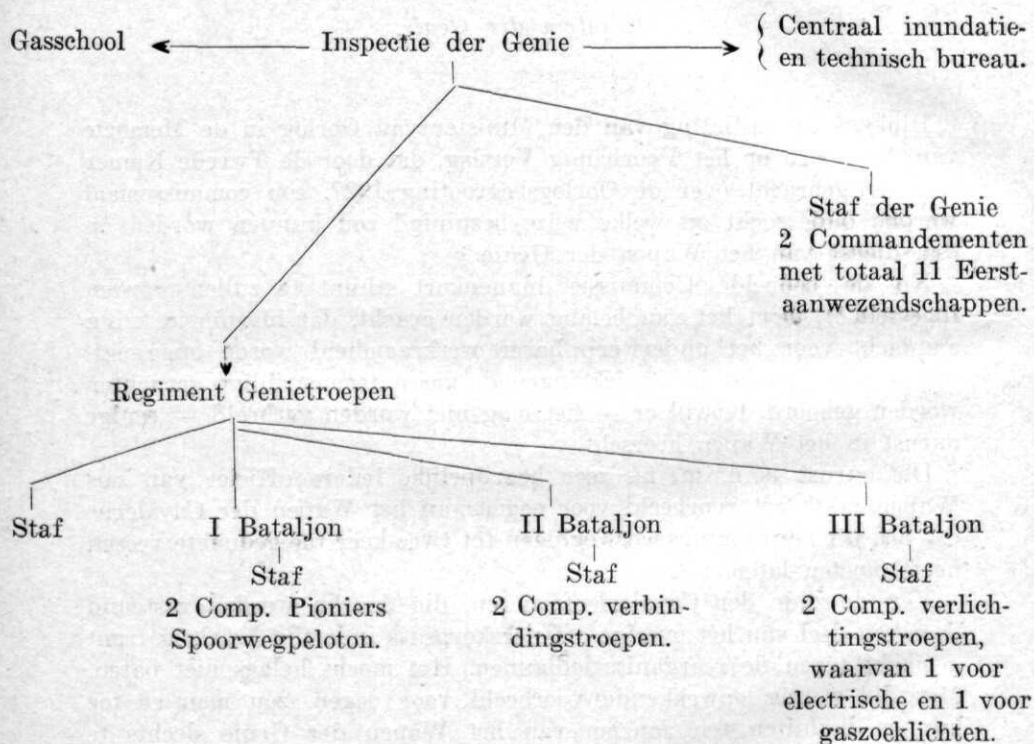 Gasschool
Inspectie der Genie
Centraal inundatie-
en technisch bureau.
Staf der Genie
2 Commandementen
met totaal 11 Eerst-
aanwezendschappen.
Regiment Genietroepen
Staf
I Bataljon
Staf
2 Comp. Pioniers
Spoorwegpeloton.
II Bataljon
Staf
2 Comp. verbin-
dingstroepen.
III Bataljon
Staf
2 Comp. verlich-
tingstroepen,
waarvan 1 voor
electrische en 1 voor
gaszoeklichten.